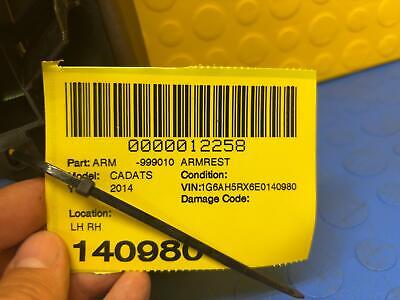 0000012258
Part: ARM -999010 ARMREST
Model: CADATS Condition:
2014 VIN:1G6AH5RX6E0140980
Damage Code:
Location:
LH RH
140980